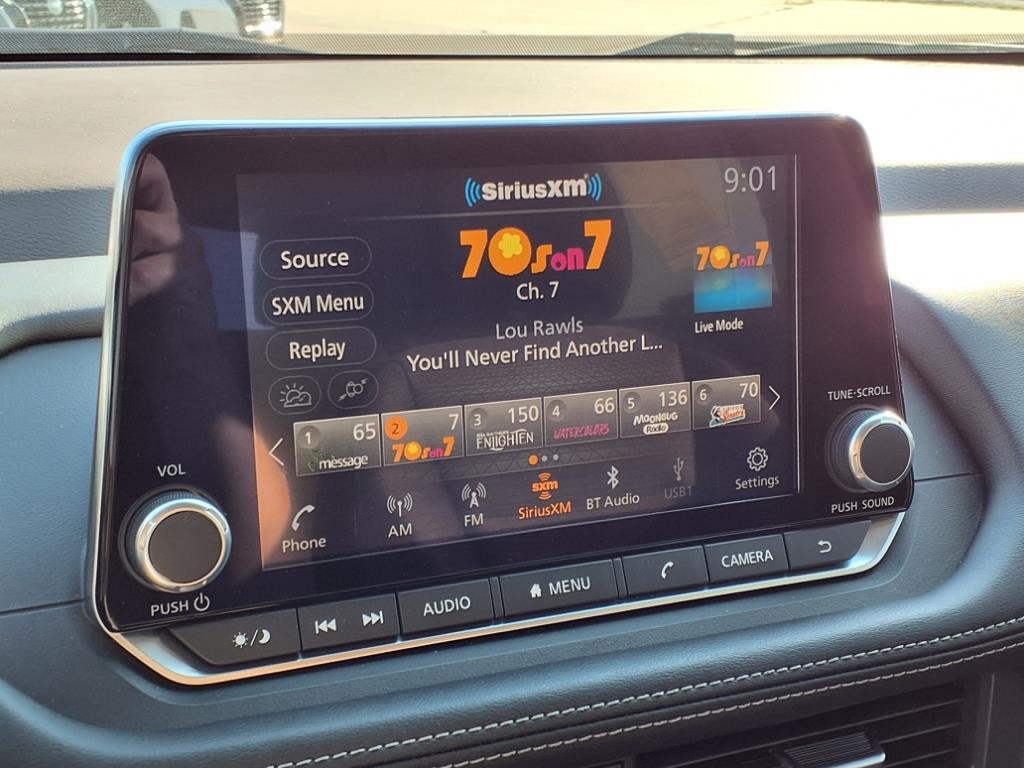 SiriusXM
9:01
Source
SXM Menu
Replay
70s on 7
Ch. 7
Lou Rawls
You'll Never Find Another L...
70s on 7
Live Mode
1 65 message
2 7 70s on 7
3 150 ENLIGHTEN
4 66 WATERCOLORS
5 136 MOONBUG Radio
6 70
Phone
AM
FM
sxm
SiriusXM
BT Audio
USB1
Settings
VOL
PUSH
TUNE·SCROLL
PUSH SOUND
AUDIO
MENU
CAMERA